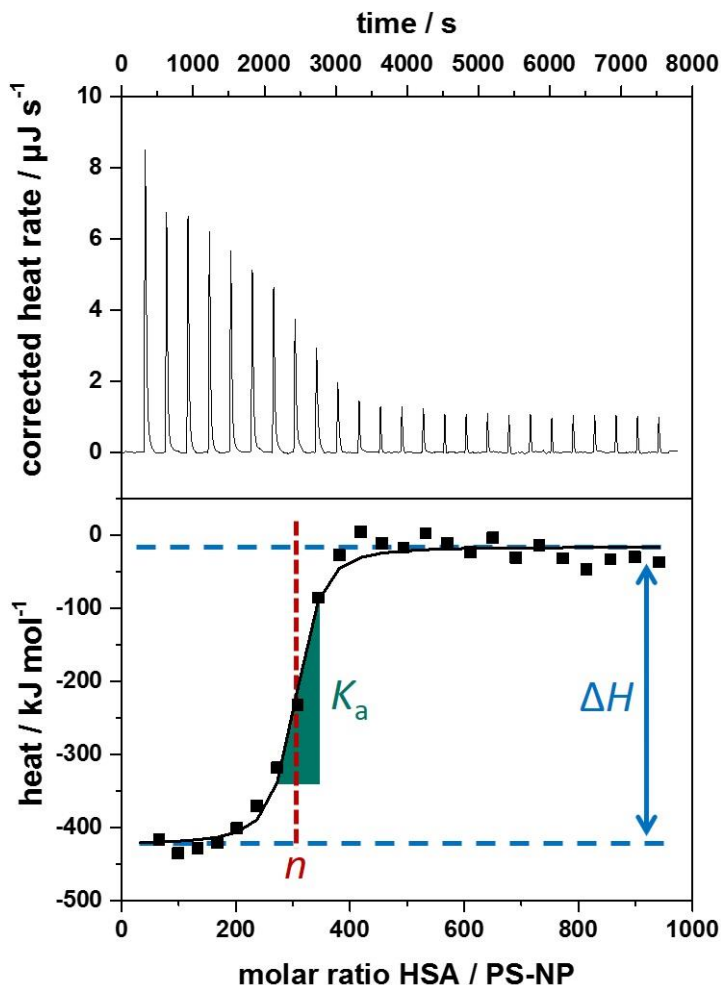 time / s
0 1000 2000 3000 4000 5000 6000 7000 8000
corrected heat rate / µJ s⁻¹
10
8
6
4
2
0
heat / kJ mol⁻¹
0
-100
-200
-300
-400
-500
Kₐ
ΔH
n
0 200 400 600 800 1000
molar ratio HSA / PS-NP